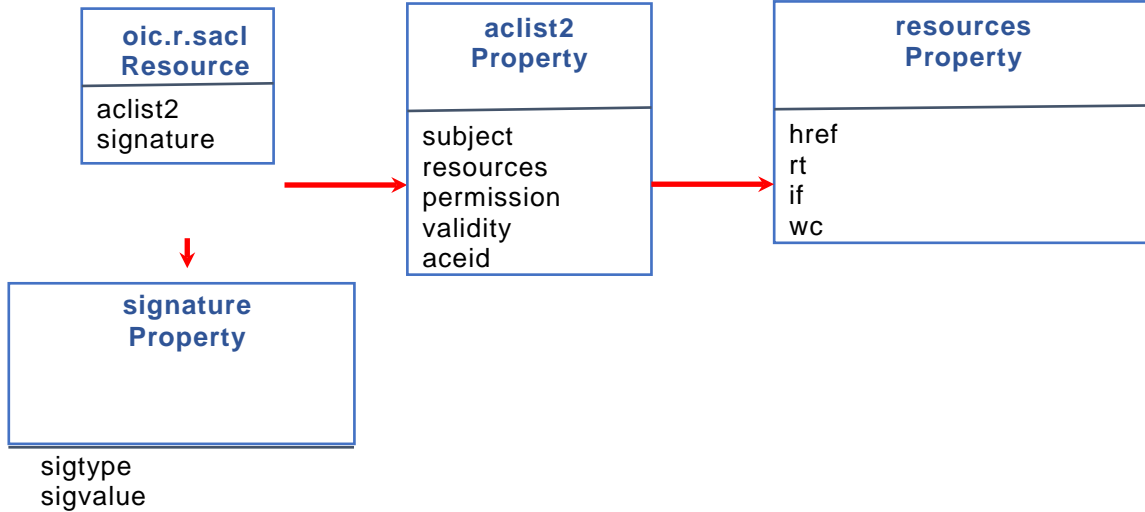 oic.r.sacl
Resource
aclist2
signature
aclist2
Property
subject
resources
permission
validity
aceid
resources
Property
href
rt
if
wc
signature
Property
sigtype
sigvalue